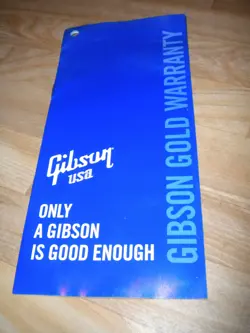 Gibson
USA
ONLY
A GIBSON
IS GOOD ENOUGH
GIBSON GOLD WARRANTY